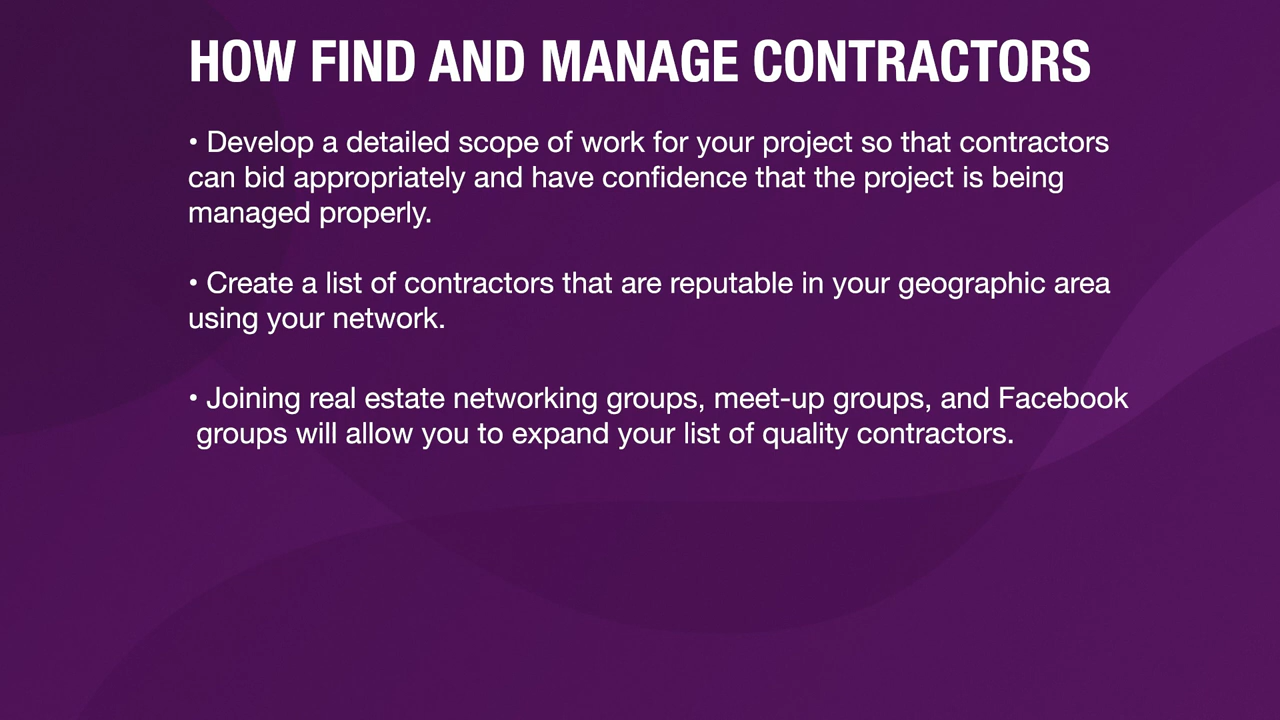 HOW FIND AND MANAGE CONTRACTORS
• Develop a detailed scope of work for your project so that contractors
can bid appropriately and have confidence that the project is being
managed properly.
• Create a list of contractors that are reputable in your geographic area
using your network.
• Joining real estate networking groups, meet-up groups, and Facebook
groups will allow you to expand your list of quality contractors.